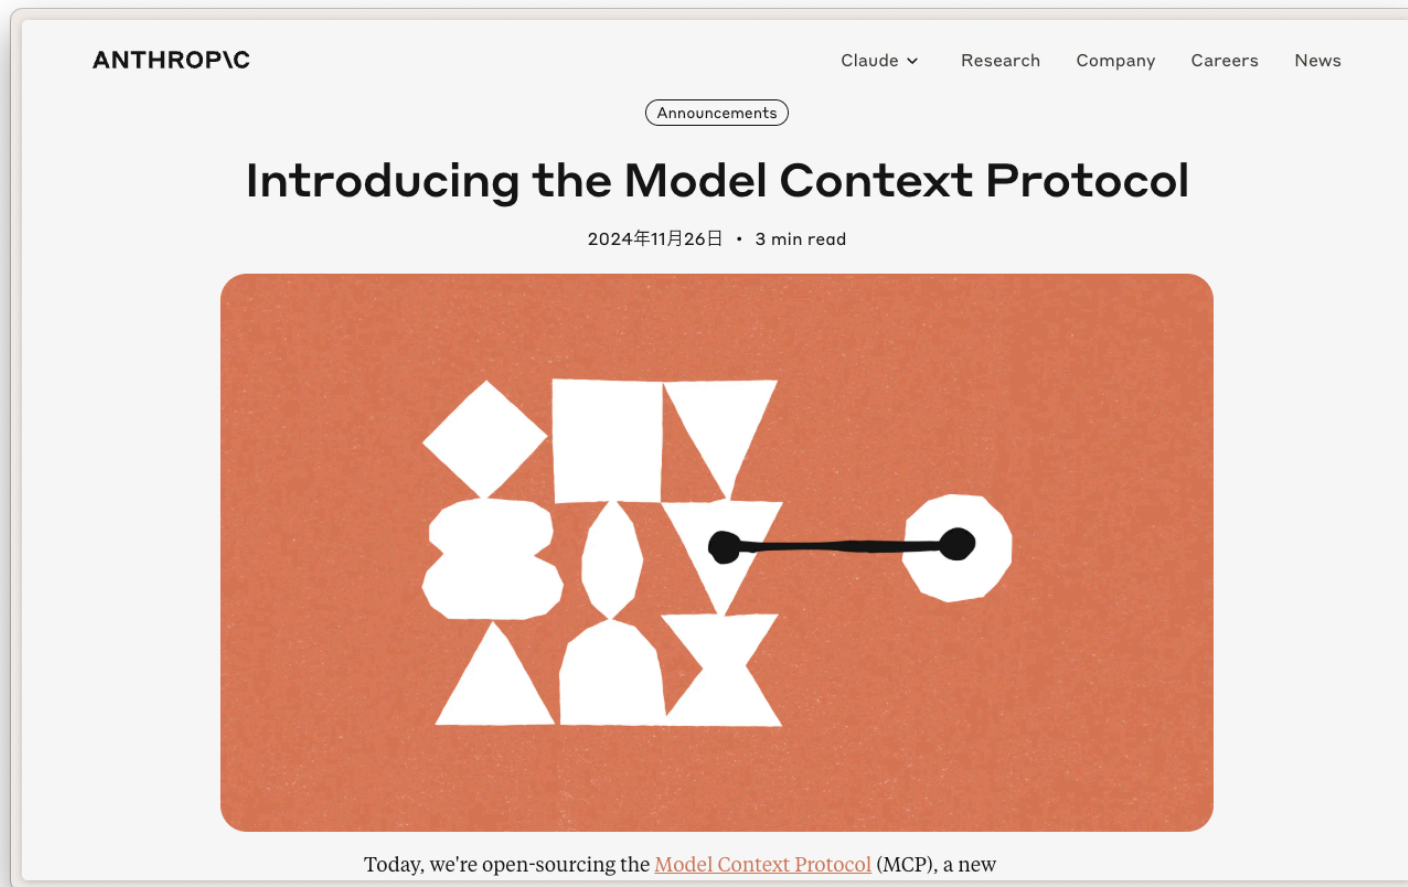 ANTHROP\C
Claude Research Company Careers News
Announcements
Introducing the Model Context Protocol
2024年11月26日 • 3 min read
Today, we're open-sourcing the Model Context Protocol (MCP), a new